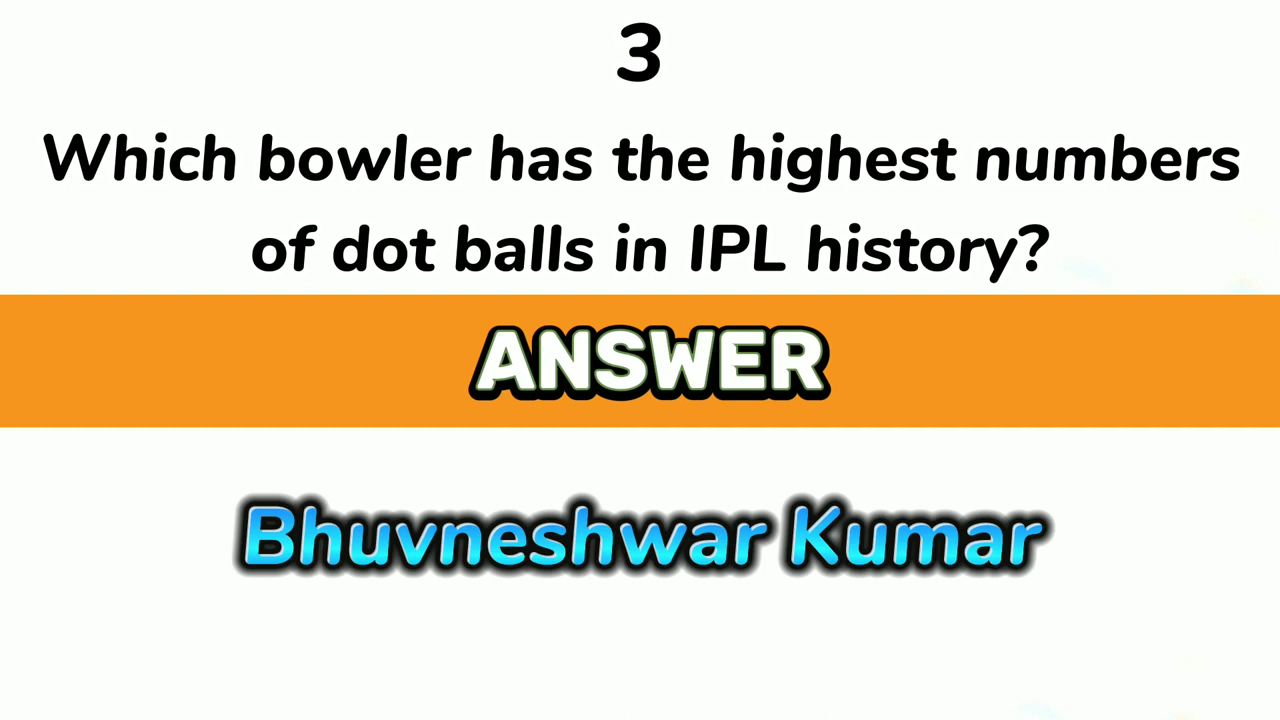 3
Which bowler has the highest numbers
of dot balls in IPL history?
ANSWER
Bhuvneshwar Kumar